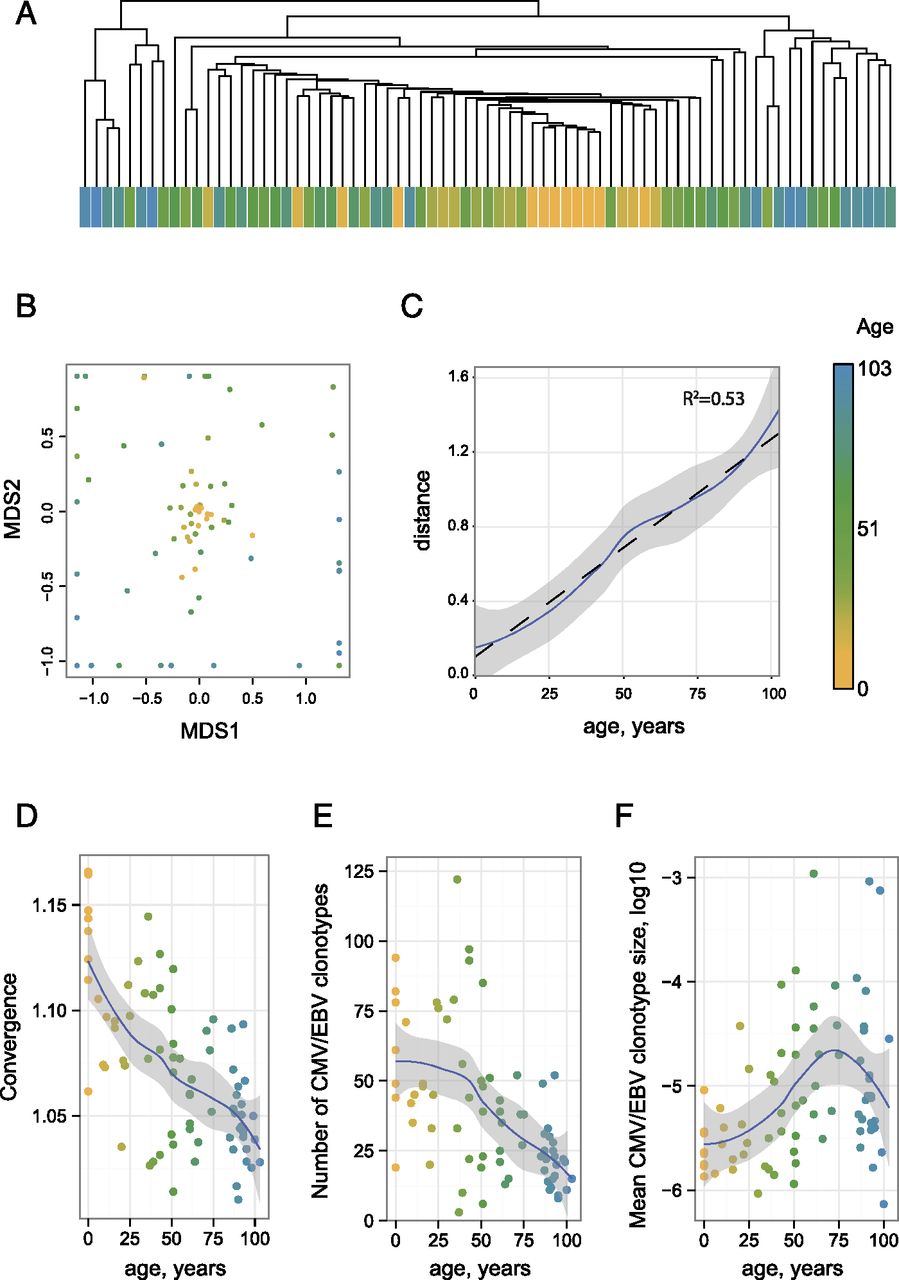 A
B
C
Age
MDS2
0.5
0.0
−0.5
−1.0
−1.0
−0.5
0.0
0.5
1.0
MDS1
distance
1.6
1.2
0.8
0.4
0.0
R²=0.53
0
25
50
75
100
age, years
103
51
0
D
E
F
Convergence
1.15
1.10
1.05
0
25
50
75
100
age, years
Number of CMV/EBV clonotypes
125
100
75
50
25
0
0
25
50
75
100
age, years
Mean CMV/EBV clonotype size, log10
−3
−4
−5
−6
0
25
50
75
100
age, years